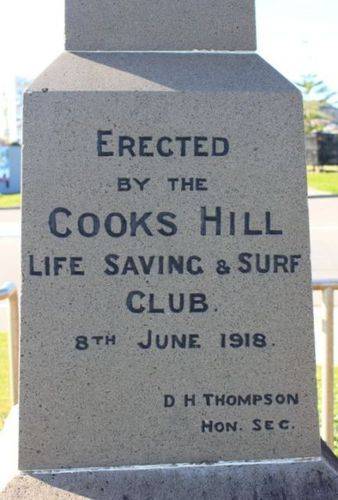 ERECTED
BY THE
COOKS HILL
LIFE SAVING & SURF
CLUB.
8TH JUNE 1918.
D H THOMPSON
HON. SEC.